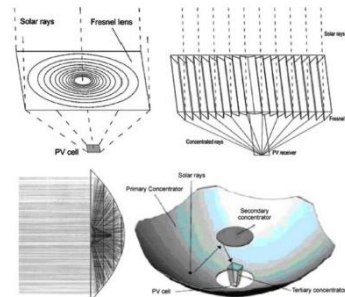 Solar rays
Fresnel lens
PV cell
Solar rays
Fresnel
Concentrated rays
PV receiver
Solar rays
Primary Concentrator
Secondary
concentrator
PV cell
Tertiary concentrator